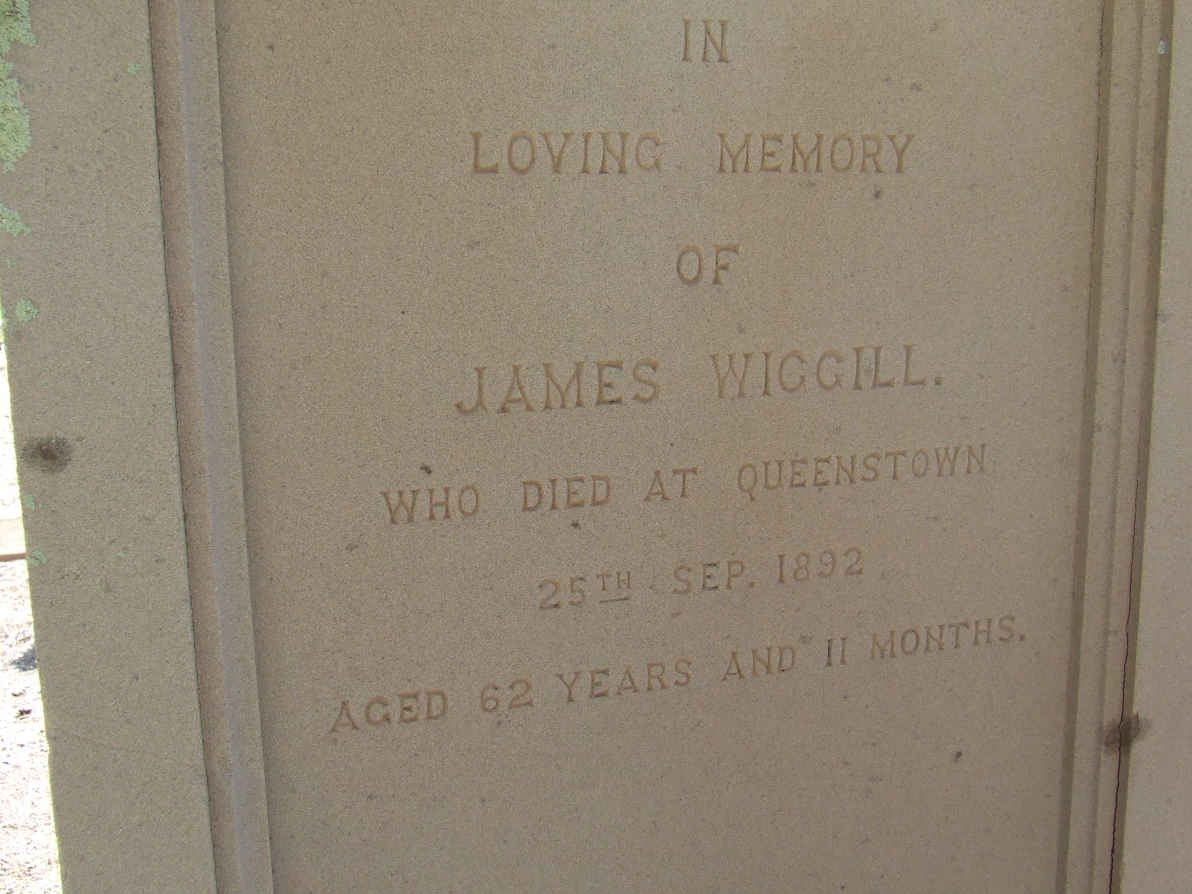 IN
LOVING MEMORY
OF
JAMES WIGGILL.
WHO DIED AT QUEENSTOWN
25TH SEP. 1892
AGED 62 YEARS AND 11 MONTHS.